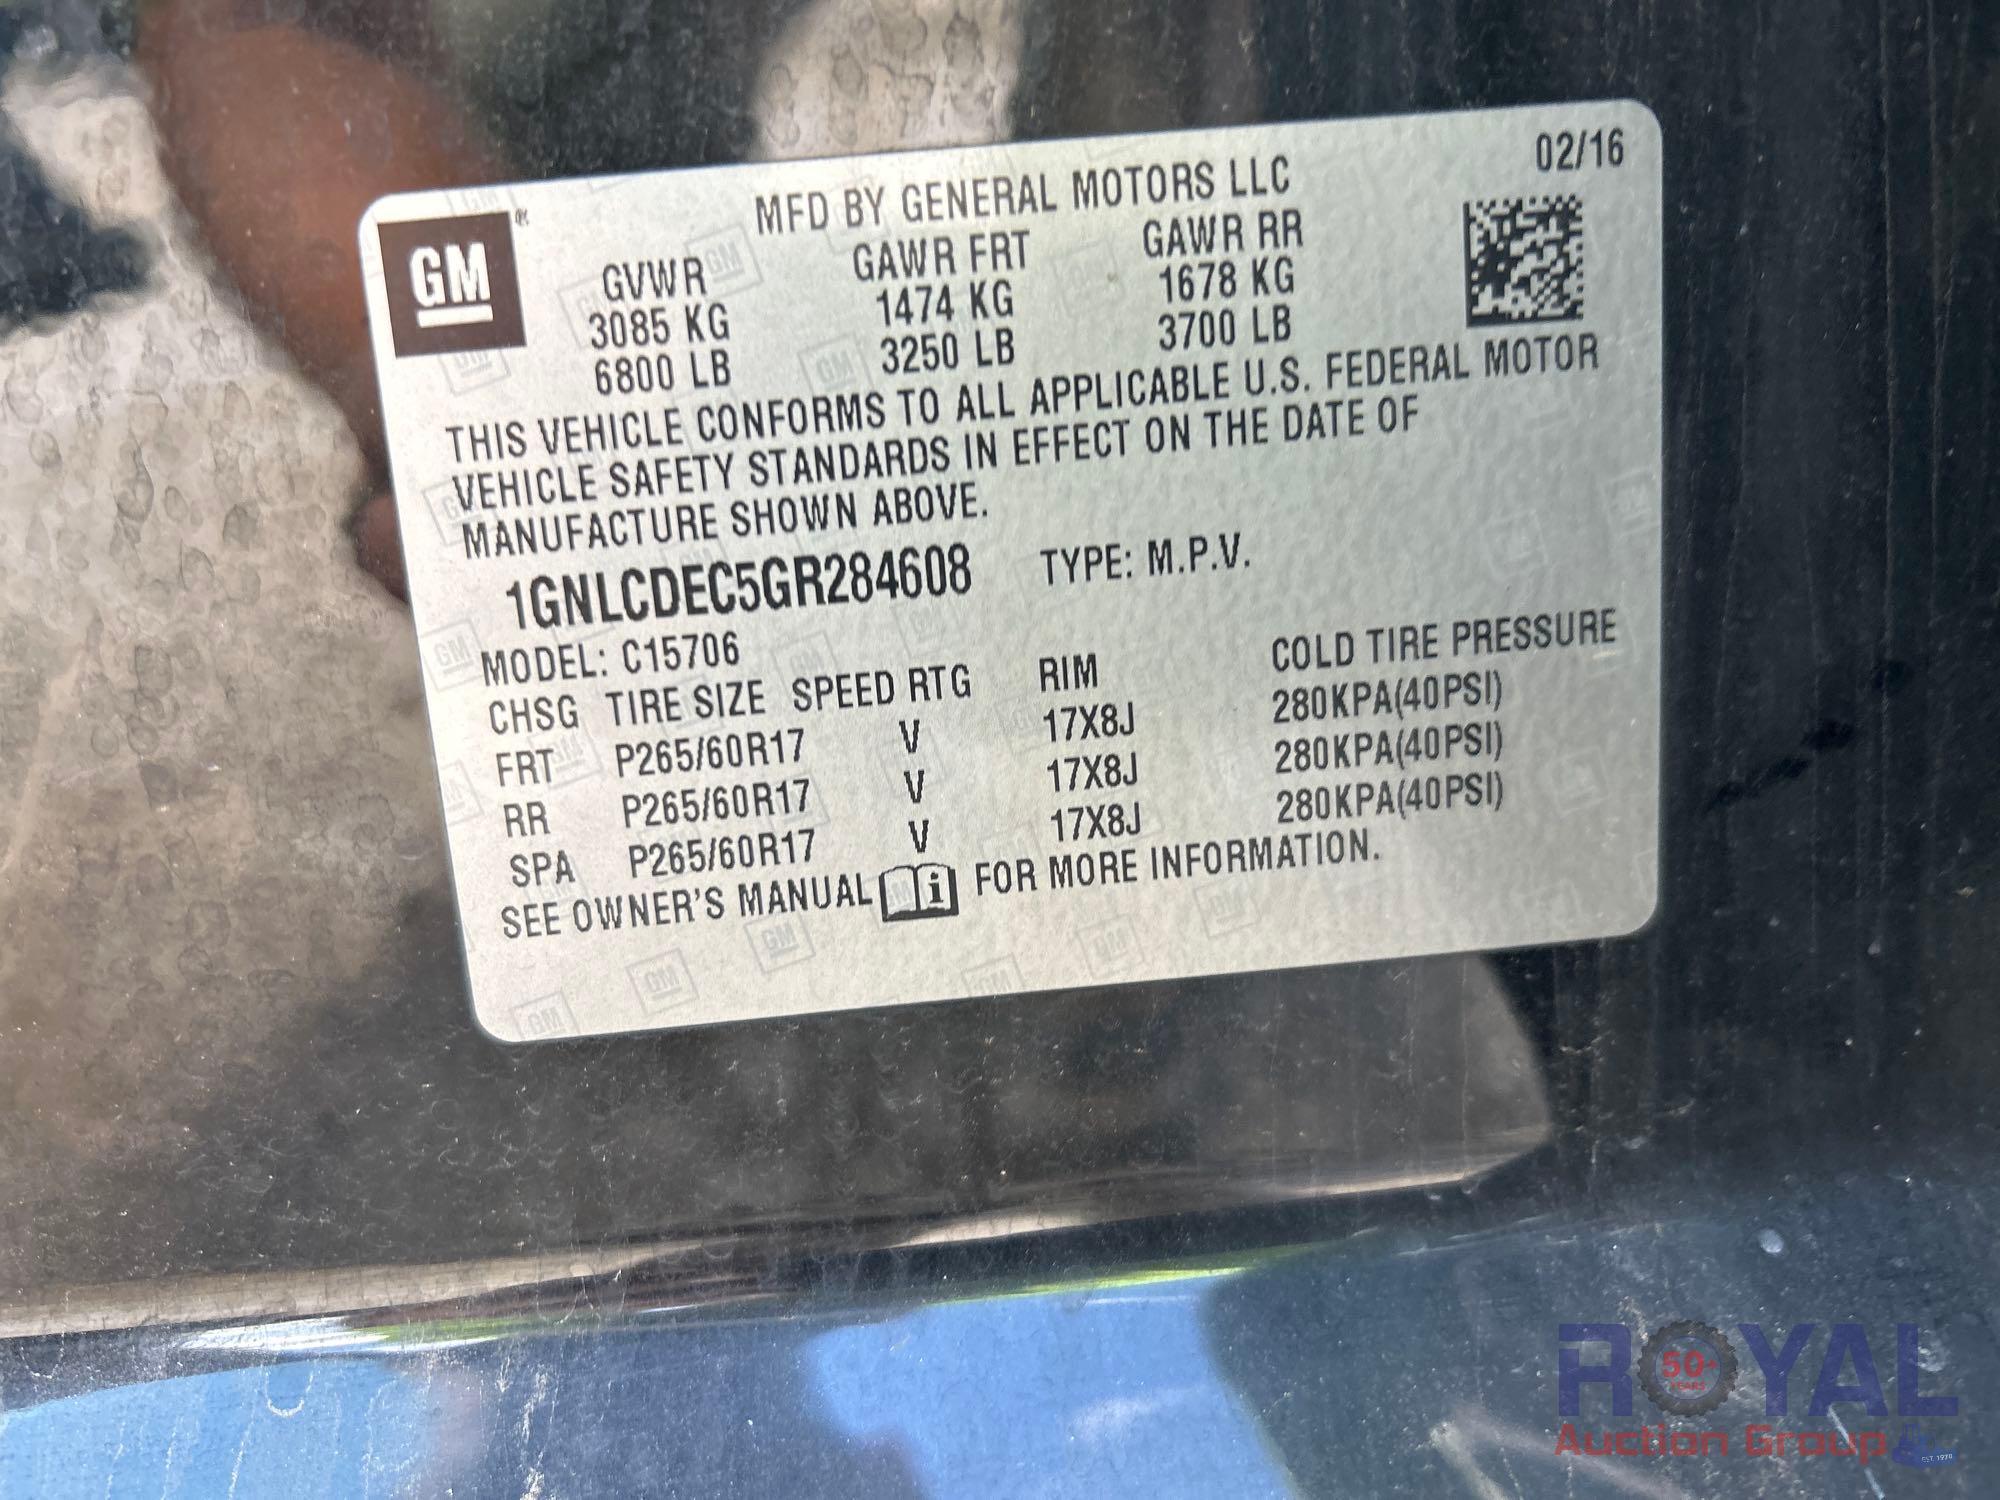 02/16
MFD BY GENERAL MOTORS LLC
GM®
GVWR GAWR FRT GAWR RR
3085 KG 1474 KG 1678 KG
6800 LB 3250 LB 3700 LB
THIS VEHICLE CONFORMS TO ALL APPLICABLE U.S. FEDERAL MOTOR
VEHICLE SAFETY STANDARDS IN EFFECT ON THE DATE OF
MANUFACTURE SHOWN ABOVE.
1GNLCDEC5GR284608 TYPE: M.P.V.
MODEL: C15706
CHSG TIRE SIZE SPEED RTG RIM COLD TIRE PRESSURE
FRT P265/60R17 V 17X8J 280KPA(40PSI)
RR P265/60R17 V 17X8J 280KPA(40PSI)
SPA P265/60R17 V 17X8J 280KPA(40PSI)
SEE OWNER'S MANUAL i FOR MORE INFORMATION.
ROYAL
50+
YEARS
Auction Group
EST. 1970